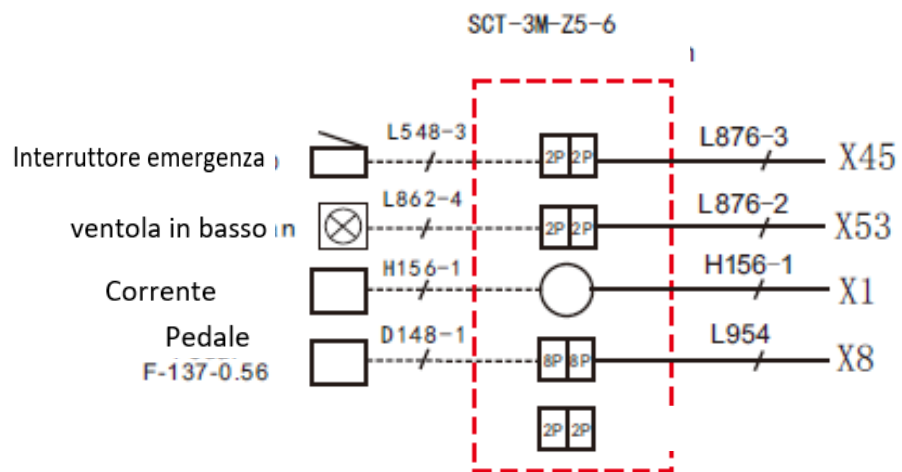 SCT-3M-Z5-6
Interruttore emergenza L548-3 2P 2P L876-3 X45
ventola in basso n L862-4 2P 2P L876-2 X53
Corrente H156-1 H156-1 X1
Pedale D148-1 8P 8P L954 X8
F-137-0.56
2P 2P